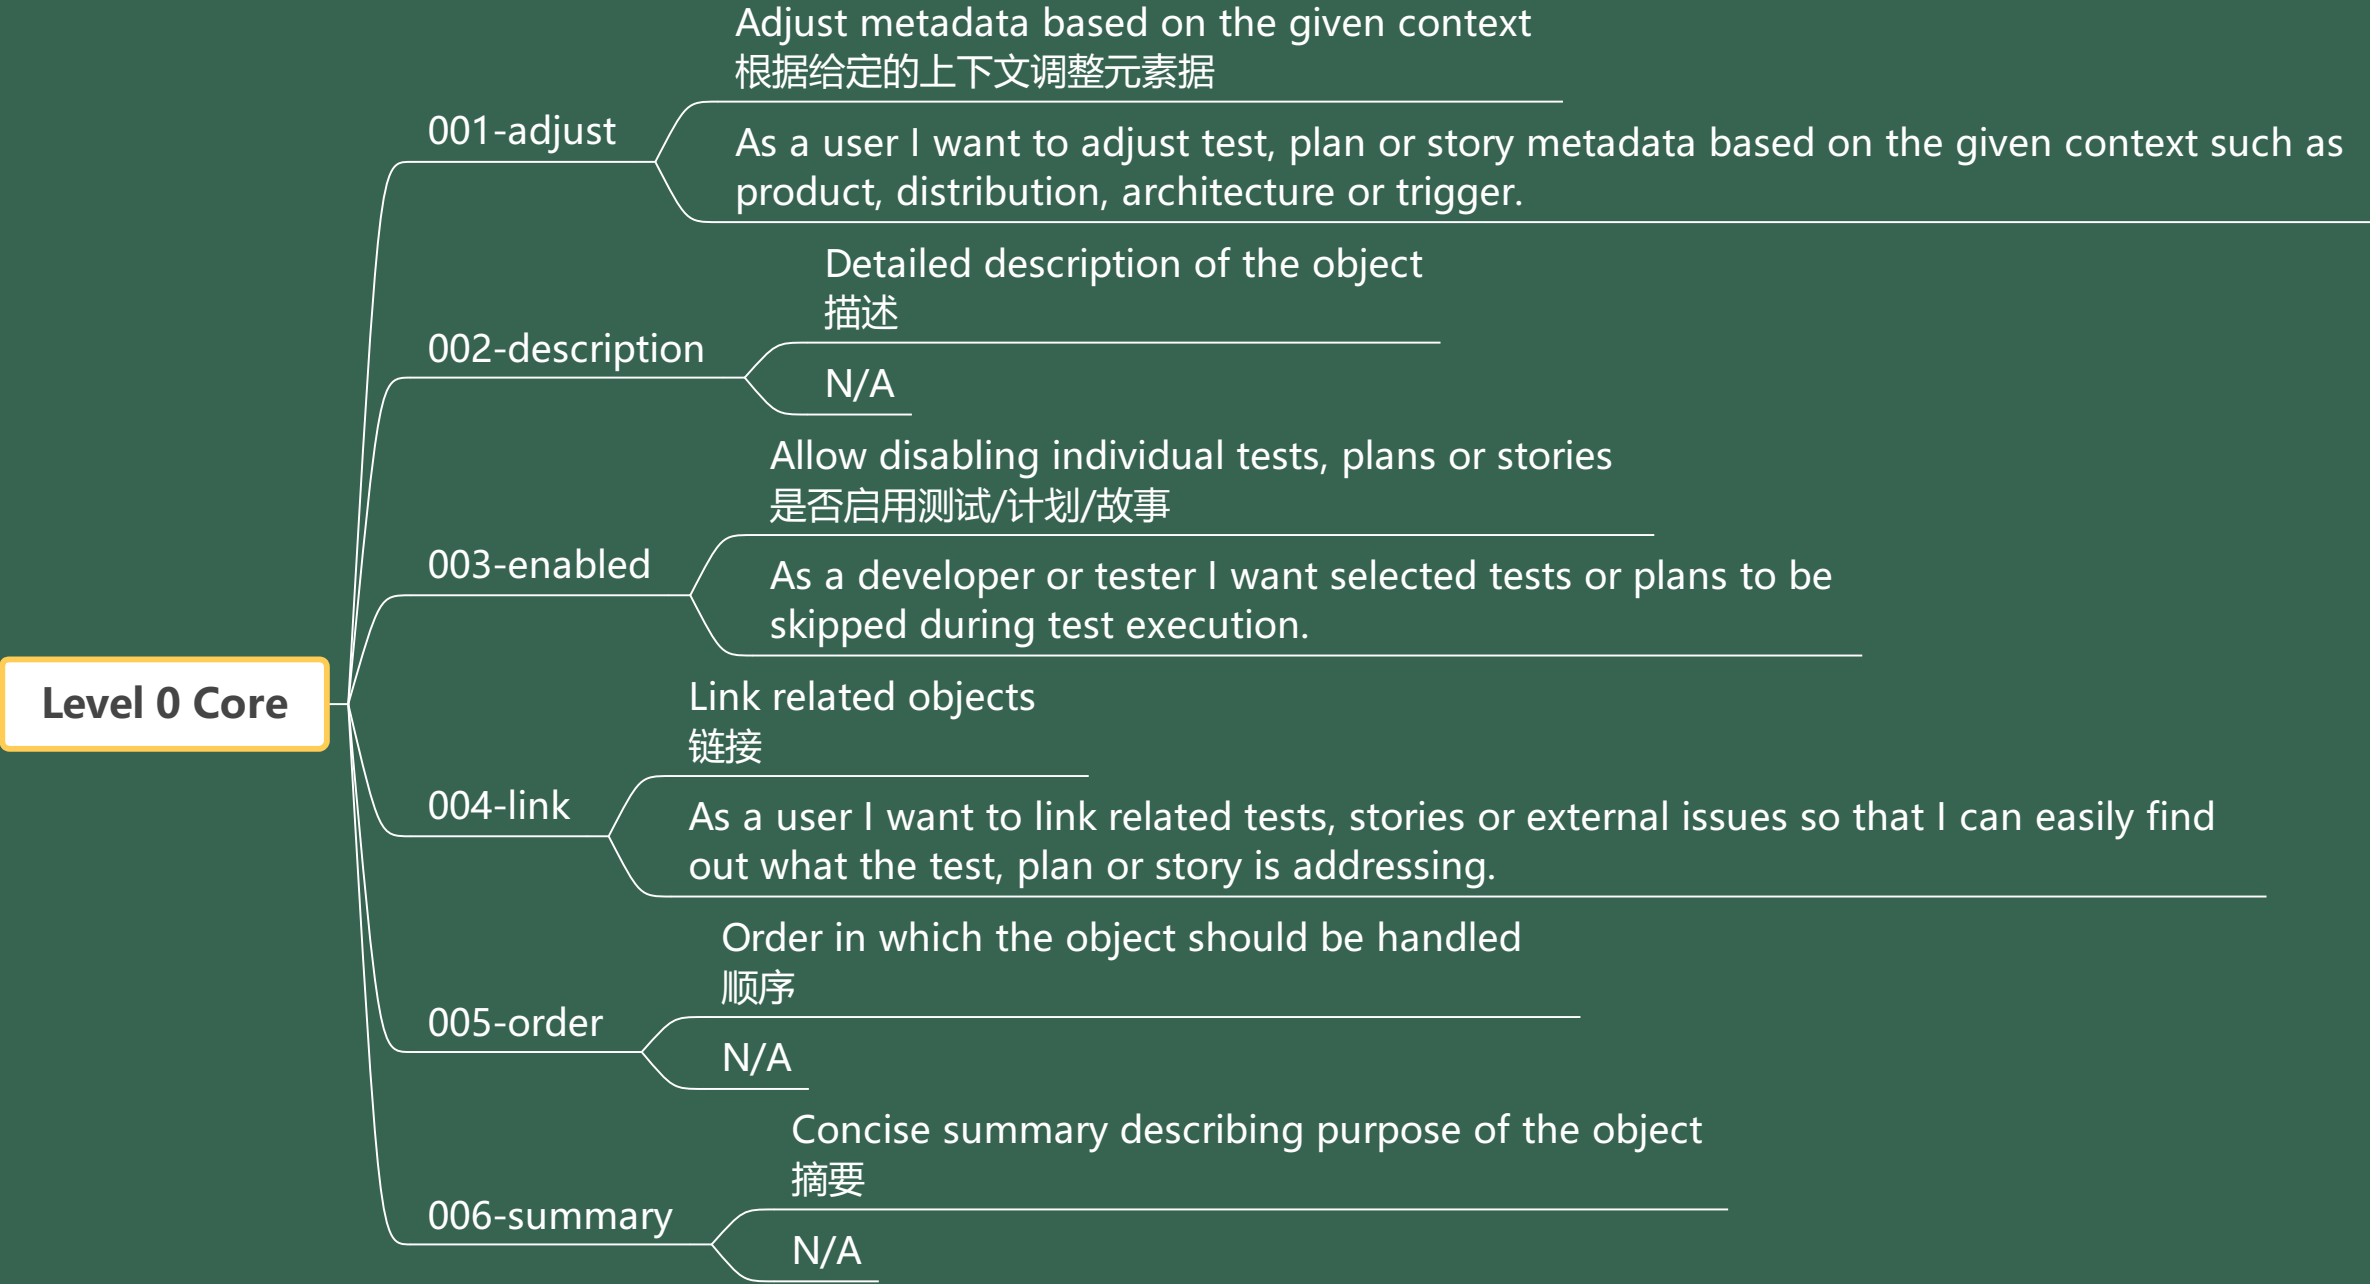 Adjust metadata based on the given context
根据给定的上下文调整元素据
001-adjust
As a user I want to adjust test, plan or story metadata based on the given context such as
product, distribution, architecture or trigger.
Detailed description of the object
描述
002-description
N/A
Allow disabling individual tests, plans or stories
是否启用测试/计划/故事
003-enabled
As a developer or tester I want selected tests or plans to be
skipped during test execution.
Level 0 Core
Link related objects
链接
004-link
As a user I want to link related tests, stories or external issues so that I can easily find
out what the test, plan or story is addressing.
Order in which the object should be handled
顺序
005-order
N/A
Concise summary describing purpose of the object
摘要
006-summary
N/A